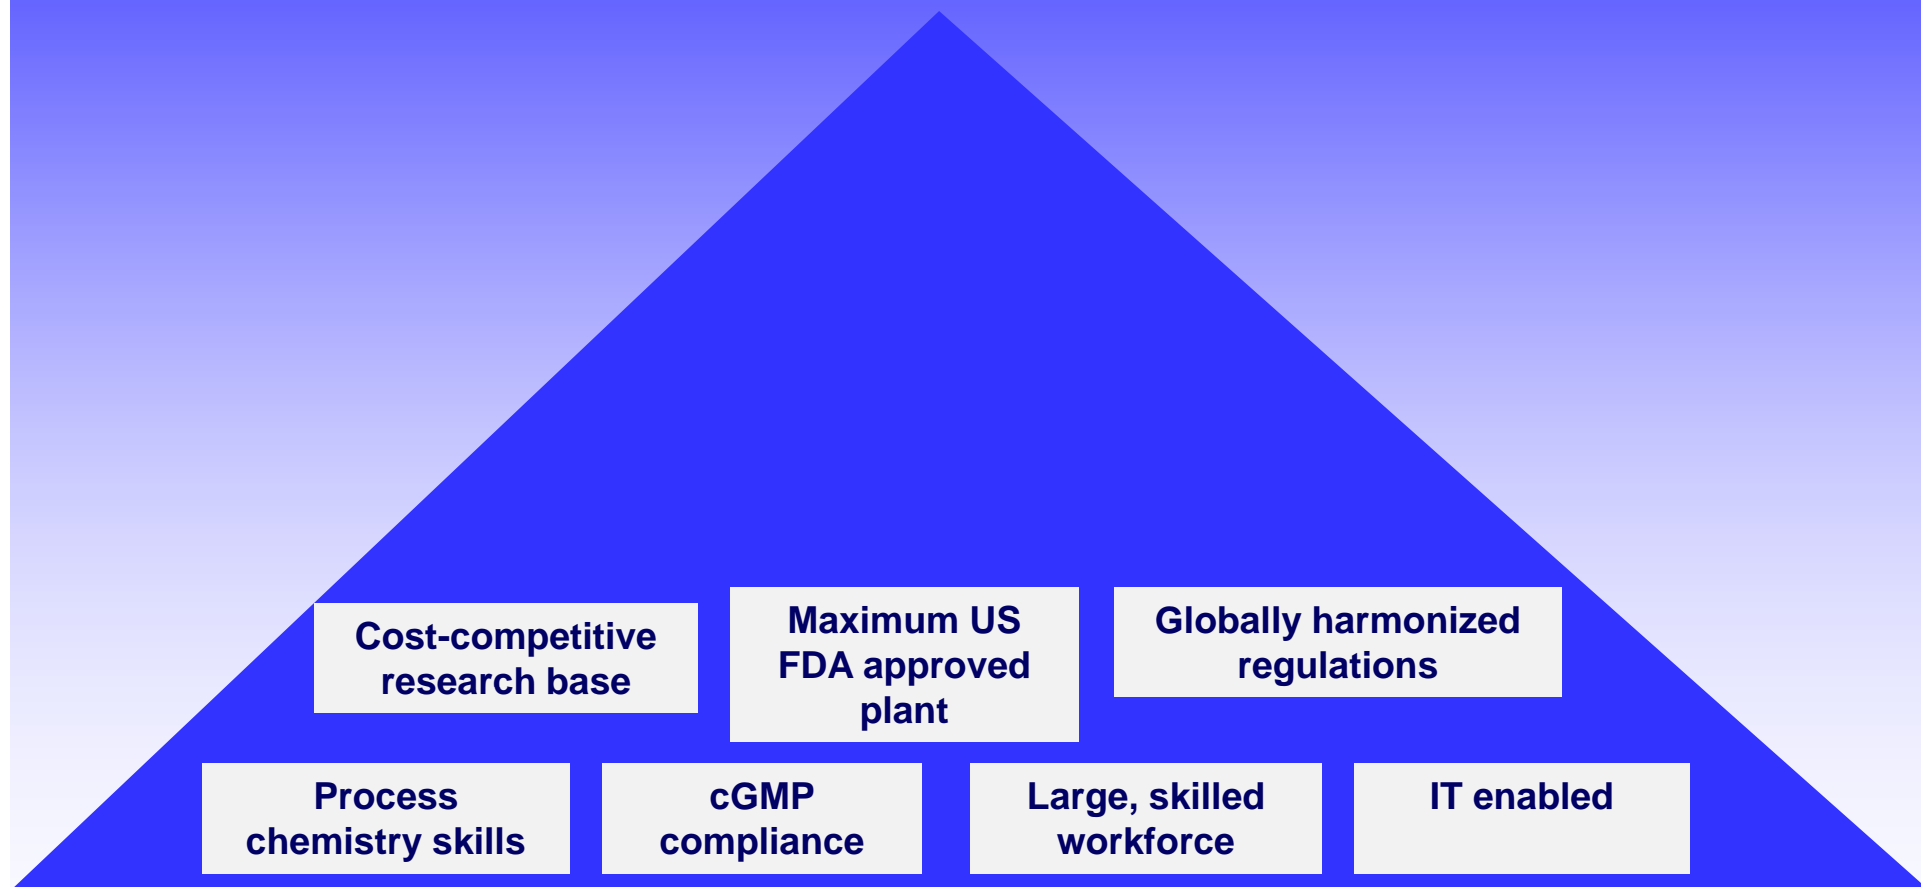 Cost-competitive
research base
Maximum US
FDA approved
plant
Globally harmonized
regulations
Process
chemistry skills
cGMP
compliance
Large, skilled
workforce
IT enabled